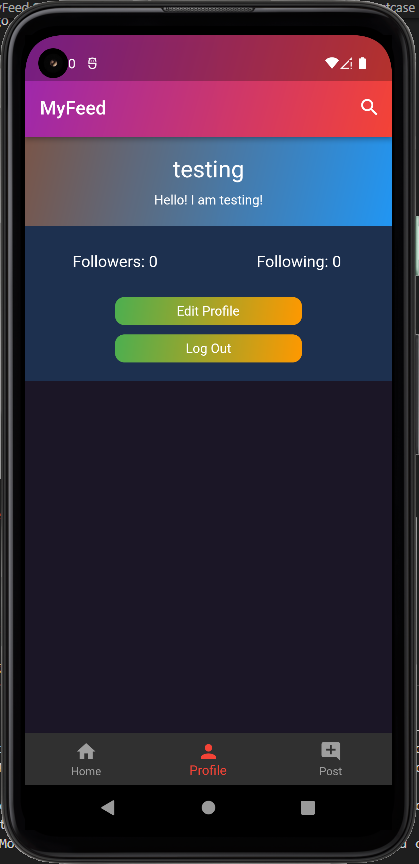 MyFeed
testing
Hello! I am testing!
Followers: 0 Following: 0
Edit Profile
Log Out
Home Profile Post